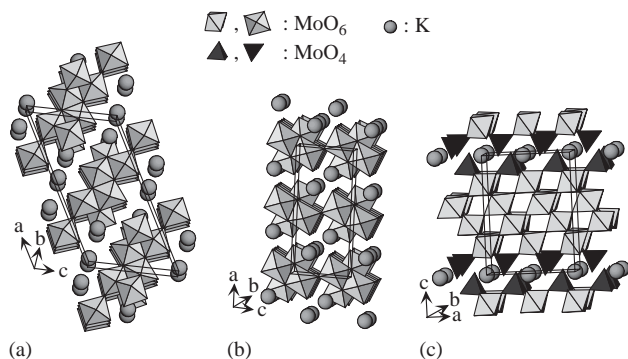 , : MoO6 : K
, : MoO4
a b c
a b c
c b a
(a) (b) (c)